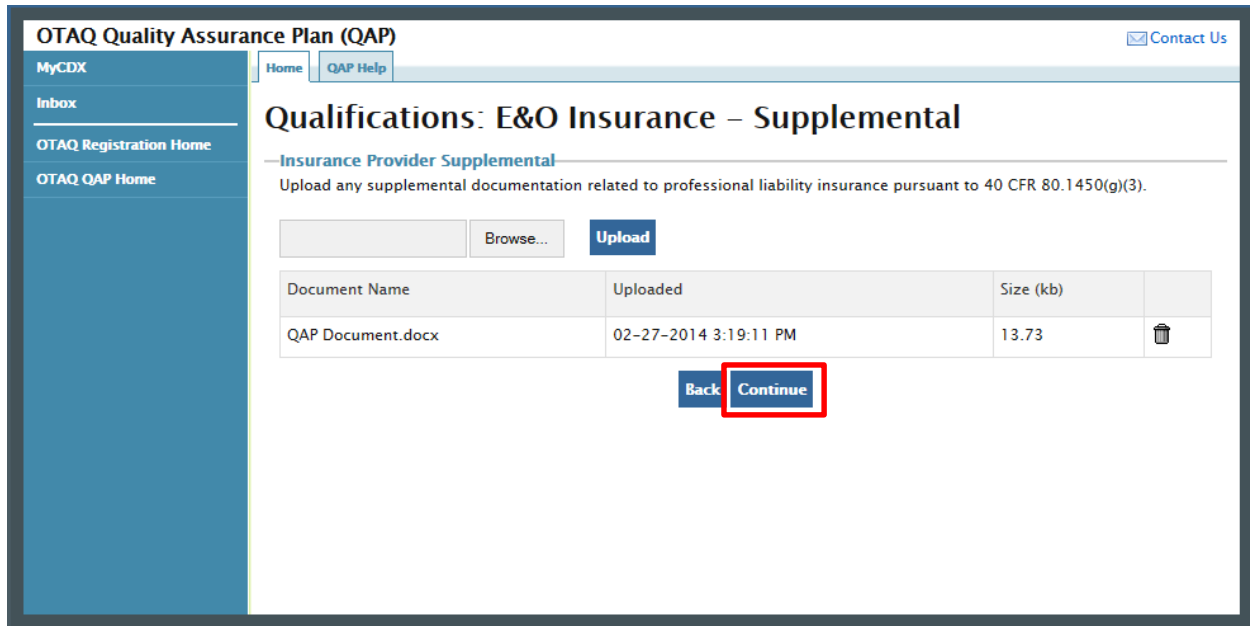 OTAQ Quality Assurance Plan (QAP)
Contact Us
MyCDX
Home
QAP Help
Inbox
Qualifications: E&O Insurance – Supplemental
OTAQ Registration Home
Insurance Provider Supplemental
OTAQ QAP Home
Upload any supplemental documentation related to professional liability insurance pursuant to 40 CFR 80.1450(g)(3).
Browse...
Upload
Document Name
Uploaded
Size (kb)
QAP Document.docx
02-27-2014 3:19:11 PM
13.73
Back
Continue